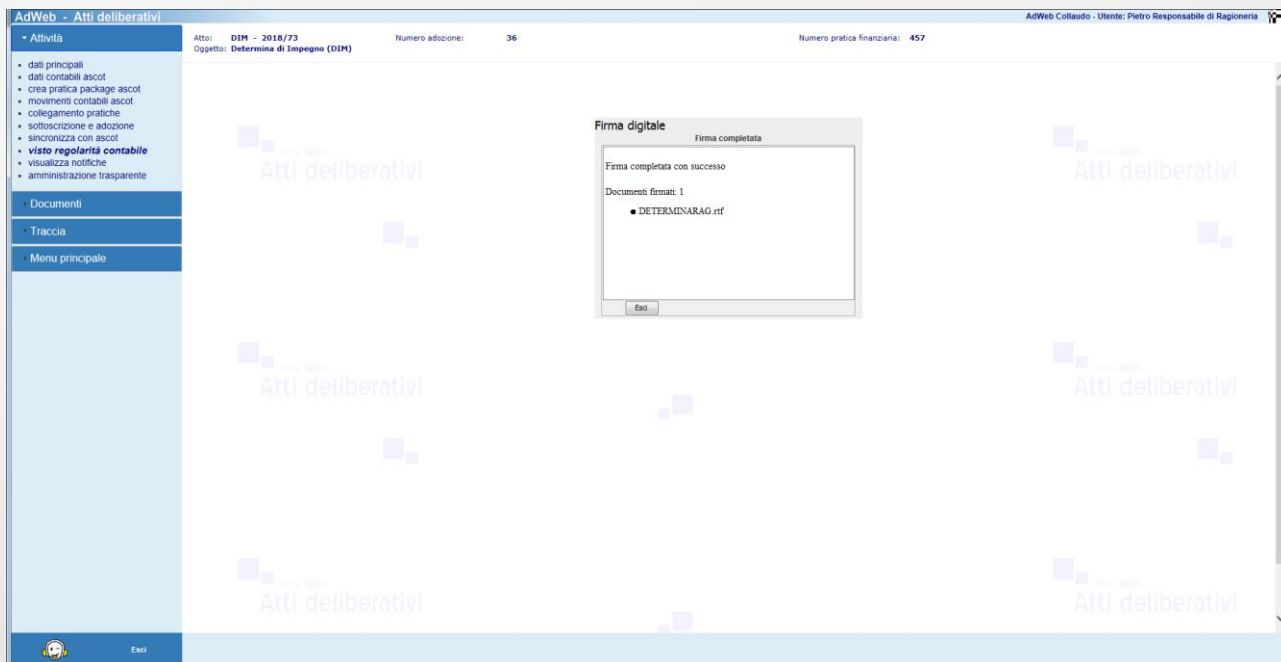 AdWeb - Atti deliberativi
AdWeb Collaudo - Utente: Pietro Responsabile di Ragioneria
Attività
dati principali
dati contabili ascot
crea pratica package ascot
movimenti contabili ascot
collegamento pratiche
sottoscrizione e adozione
sincronizza con ascot
visto regolarità contabile
visualizza notifiche
amministrazione trasparente
Documenti
Traccia
Menu principale
Atto: DIM - 2018/73 Numero adozione: 36 Numero pratica finanziaria: 457
Oggetto: Determina di Impegno (DIM)
Firma digitale
Firma completata
Firma completata con successo
Documenti firmati: 1
DETERMINARAG.rtf
Esci
Atti deliberativi
Atti deliberativi
Atti deliberativi
Atti deliberativi
Atti deliberativi
Atti deliberativi
Esci